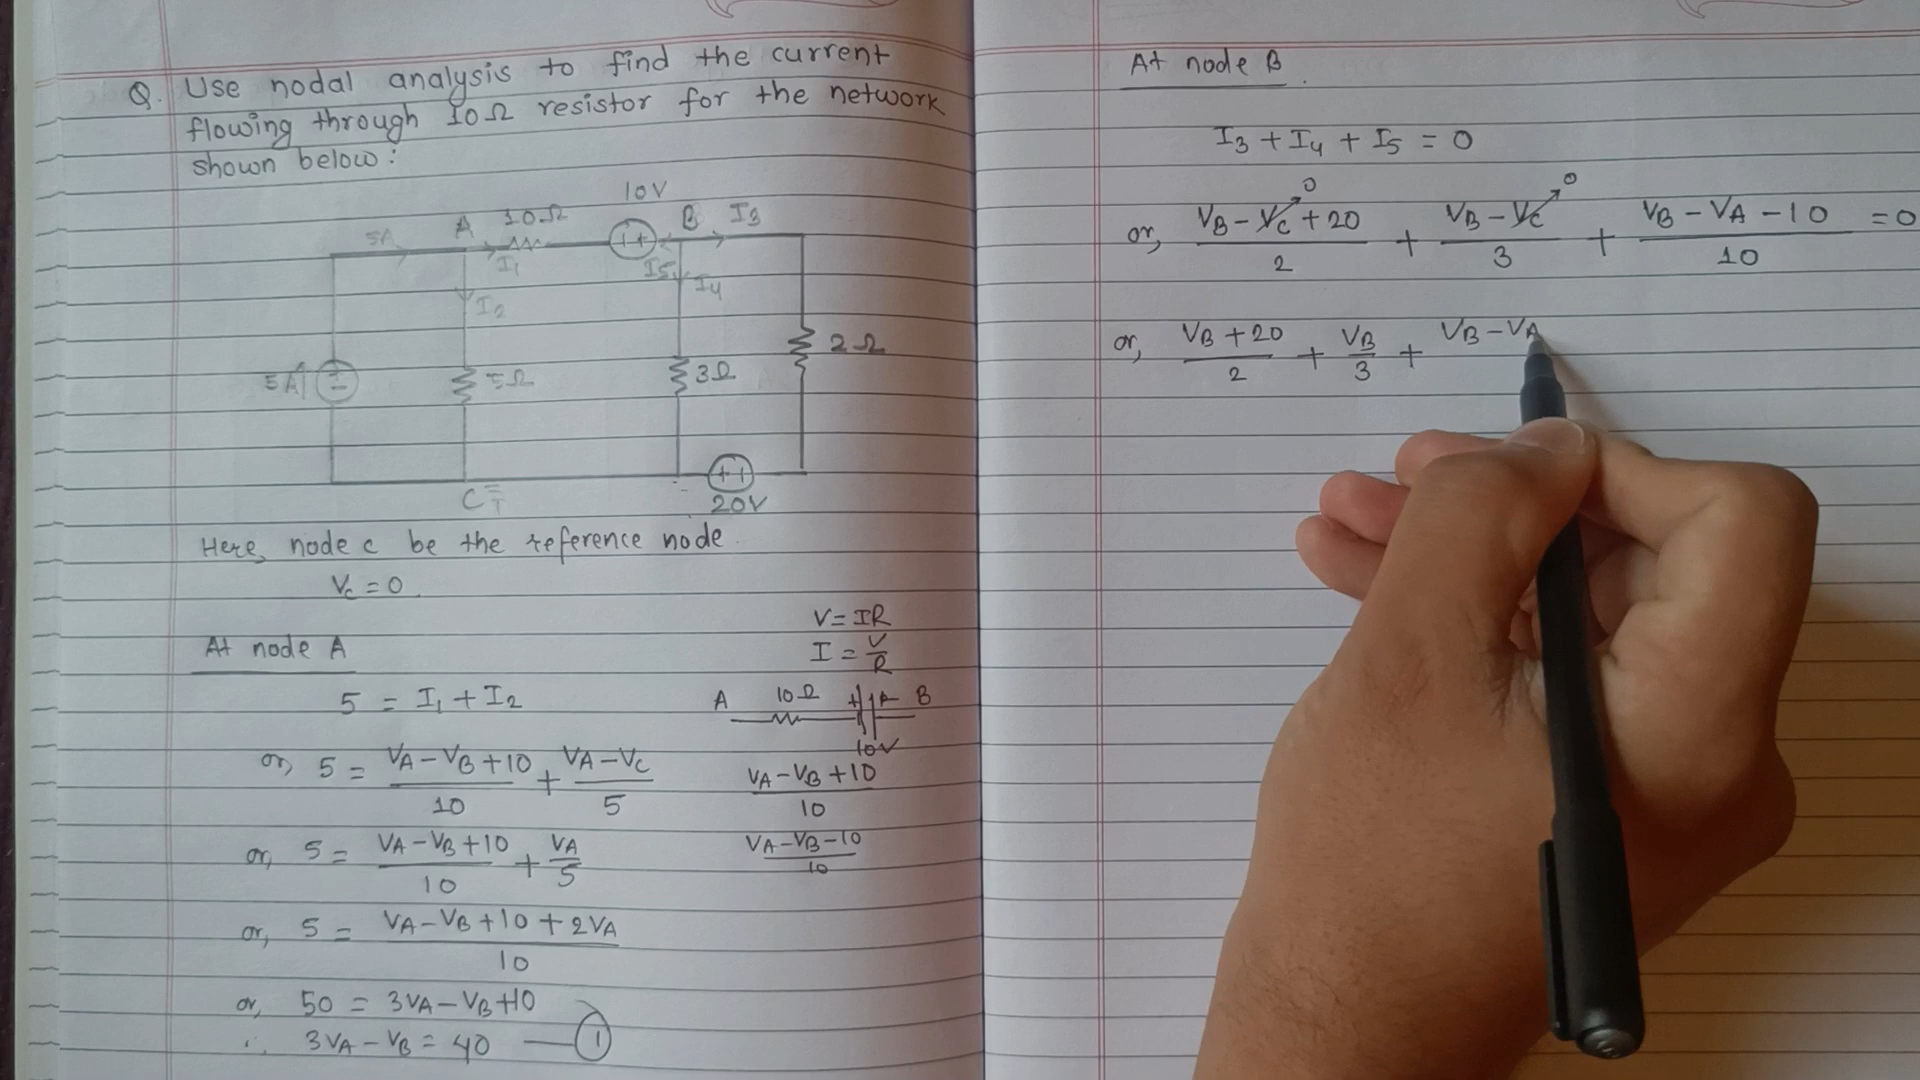 Q. Use nodal analysis to find the current
flowing through 10Ω resistor for the network
shown below:
10V
A 10Ω B I3
5A
I1 I5 I4
I2
5A 5Ω 3Ω 2Ω
C
20V
Here, node c be the reference node.
Vc = 0.
At node A
5 = I1 + I2
or, 5 = (VA - VB + 10)/10 + (VA - VC)/5
or, 5 = (VA - VB + 10)/10 + VA/5
or, 5 = (VA - VB + 10 + 2VA)/10
or, 50 = 3VA - VB + 10
∴ 3VA - VB = 40 — 1
V = IR
I = V/R
A 10Ω B
10V
(VA - VB + 10)/10
(VA - VB - 10)/10
At node B
I3 + I4 + I5 = 0
or, (VB - VC + 20)/2 + (VB - VC)/3 + (VB - VA - 10)/10 = 0
0 0
or, (VB + 20)/2 + VB/3 + VB - VA